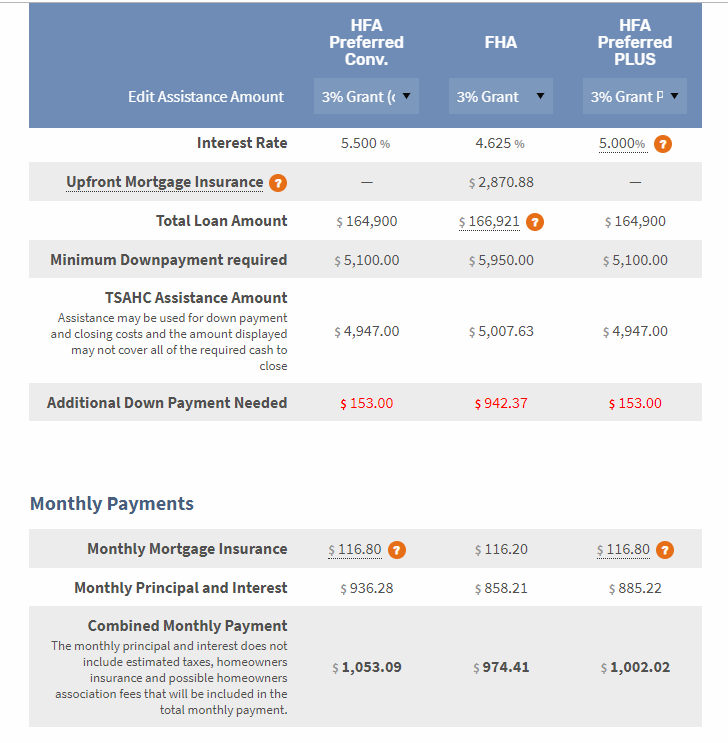 HFA Preferred Conv.
FHA
HFA Preferred PLUS
Edit Assistance Amount 3% Grant (c 3% Grant 3% Grant P
Interest Rate 5.500 % 4.625 % 5.000% ?
Upfront Mortgage Insurance ? — $ 2,870.88 —
Total Loan Amount $ 164,900 $ 166,921 ? $ 164,900
Minimum Downpayment required $ 5,100.00 $ 5,950.00 $ 5,100.00
TSAHC Assistance Amount
Assistance may be used for down payment
and closing costs and the amount displayed
may not cover all of the required cash to
close
$ 4,947.00 $ 5,007.63 $ 4,947.00
Additional Down Payment Needed $ 153.00 $ 942.37 $ 153.00
Monthly Payments
Monthly Mortgage Insurance $ 116.80 ? $ 116.20 $ 116.80 ?
Monthly Principal and Interest $ 936.28 $ 858.21 $ 885.22
Combined Monthly Payment
The monthly principal and interest does not
include estimated taxes, homeowners
insurance and possible homeowners
association fees that will be included in the
total monthly payment.
$ 1,053.09 $ 974.41 $ 1,002.02